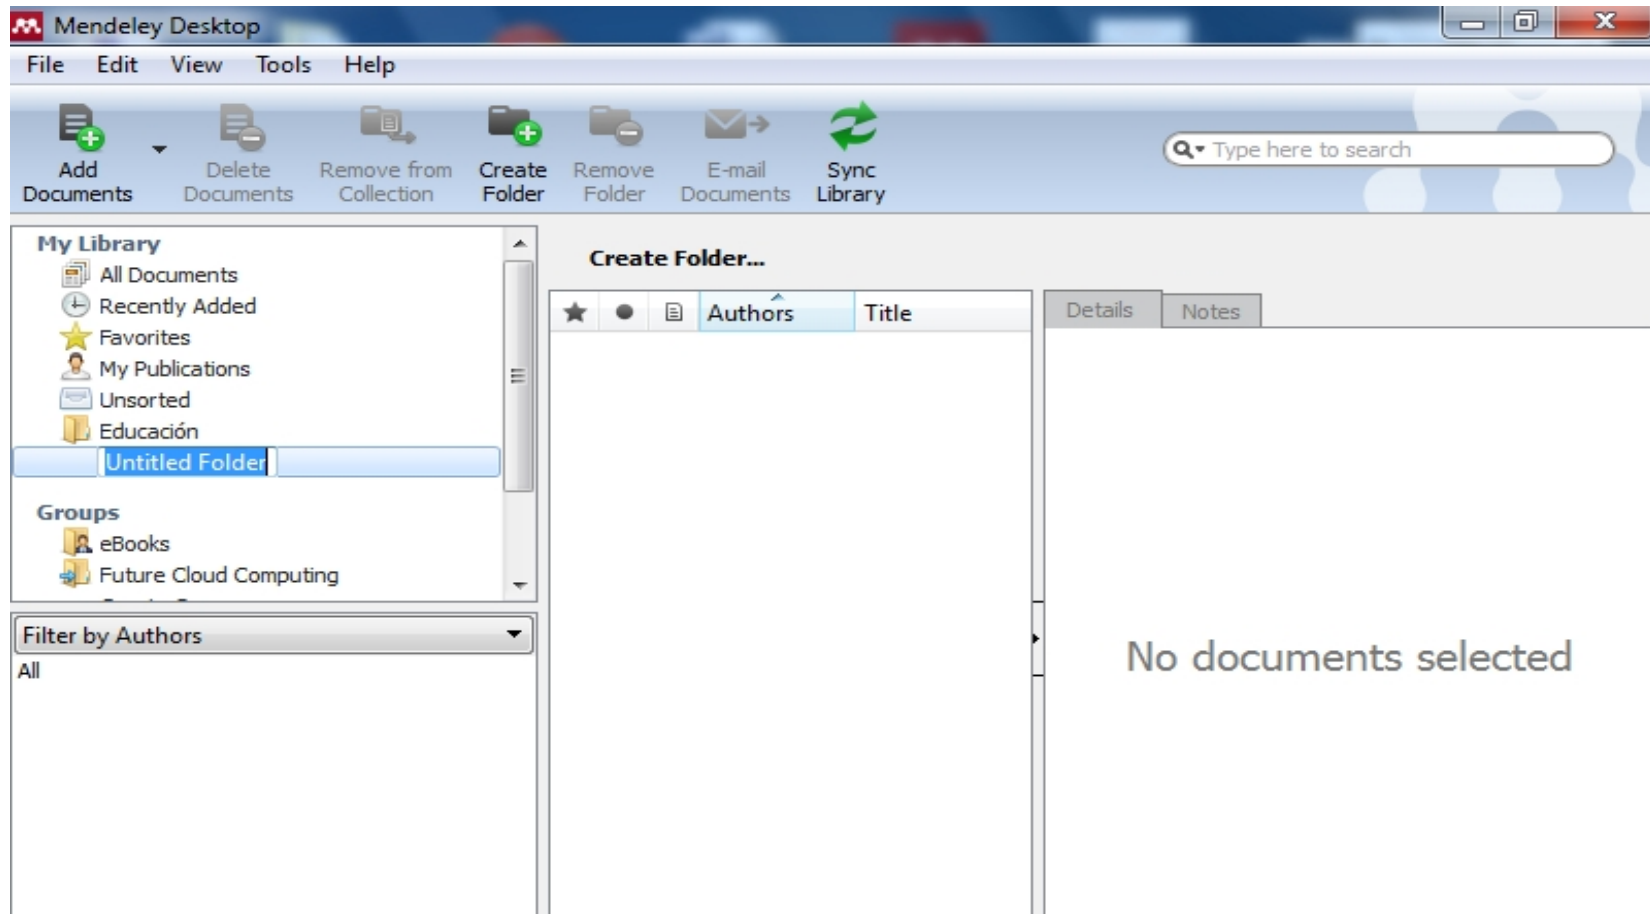 Mendeley Desktop
File Edit View Tools Help
Add Documents
Delete Documents
Remove from Collection
Create Folder
Remove Folder
E-mail Documents
Sync Library
Type here to search
My Library
All Documents
Recently Added
Favorites
My Publications
Unsorted
Educación
Untitled Folder
Groups
eBooks
Future Cloud Computing
Filter by Authors
All
Create Folder...
Authors Title
Details Notes
No documents selected